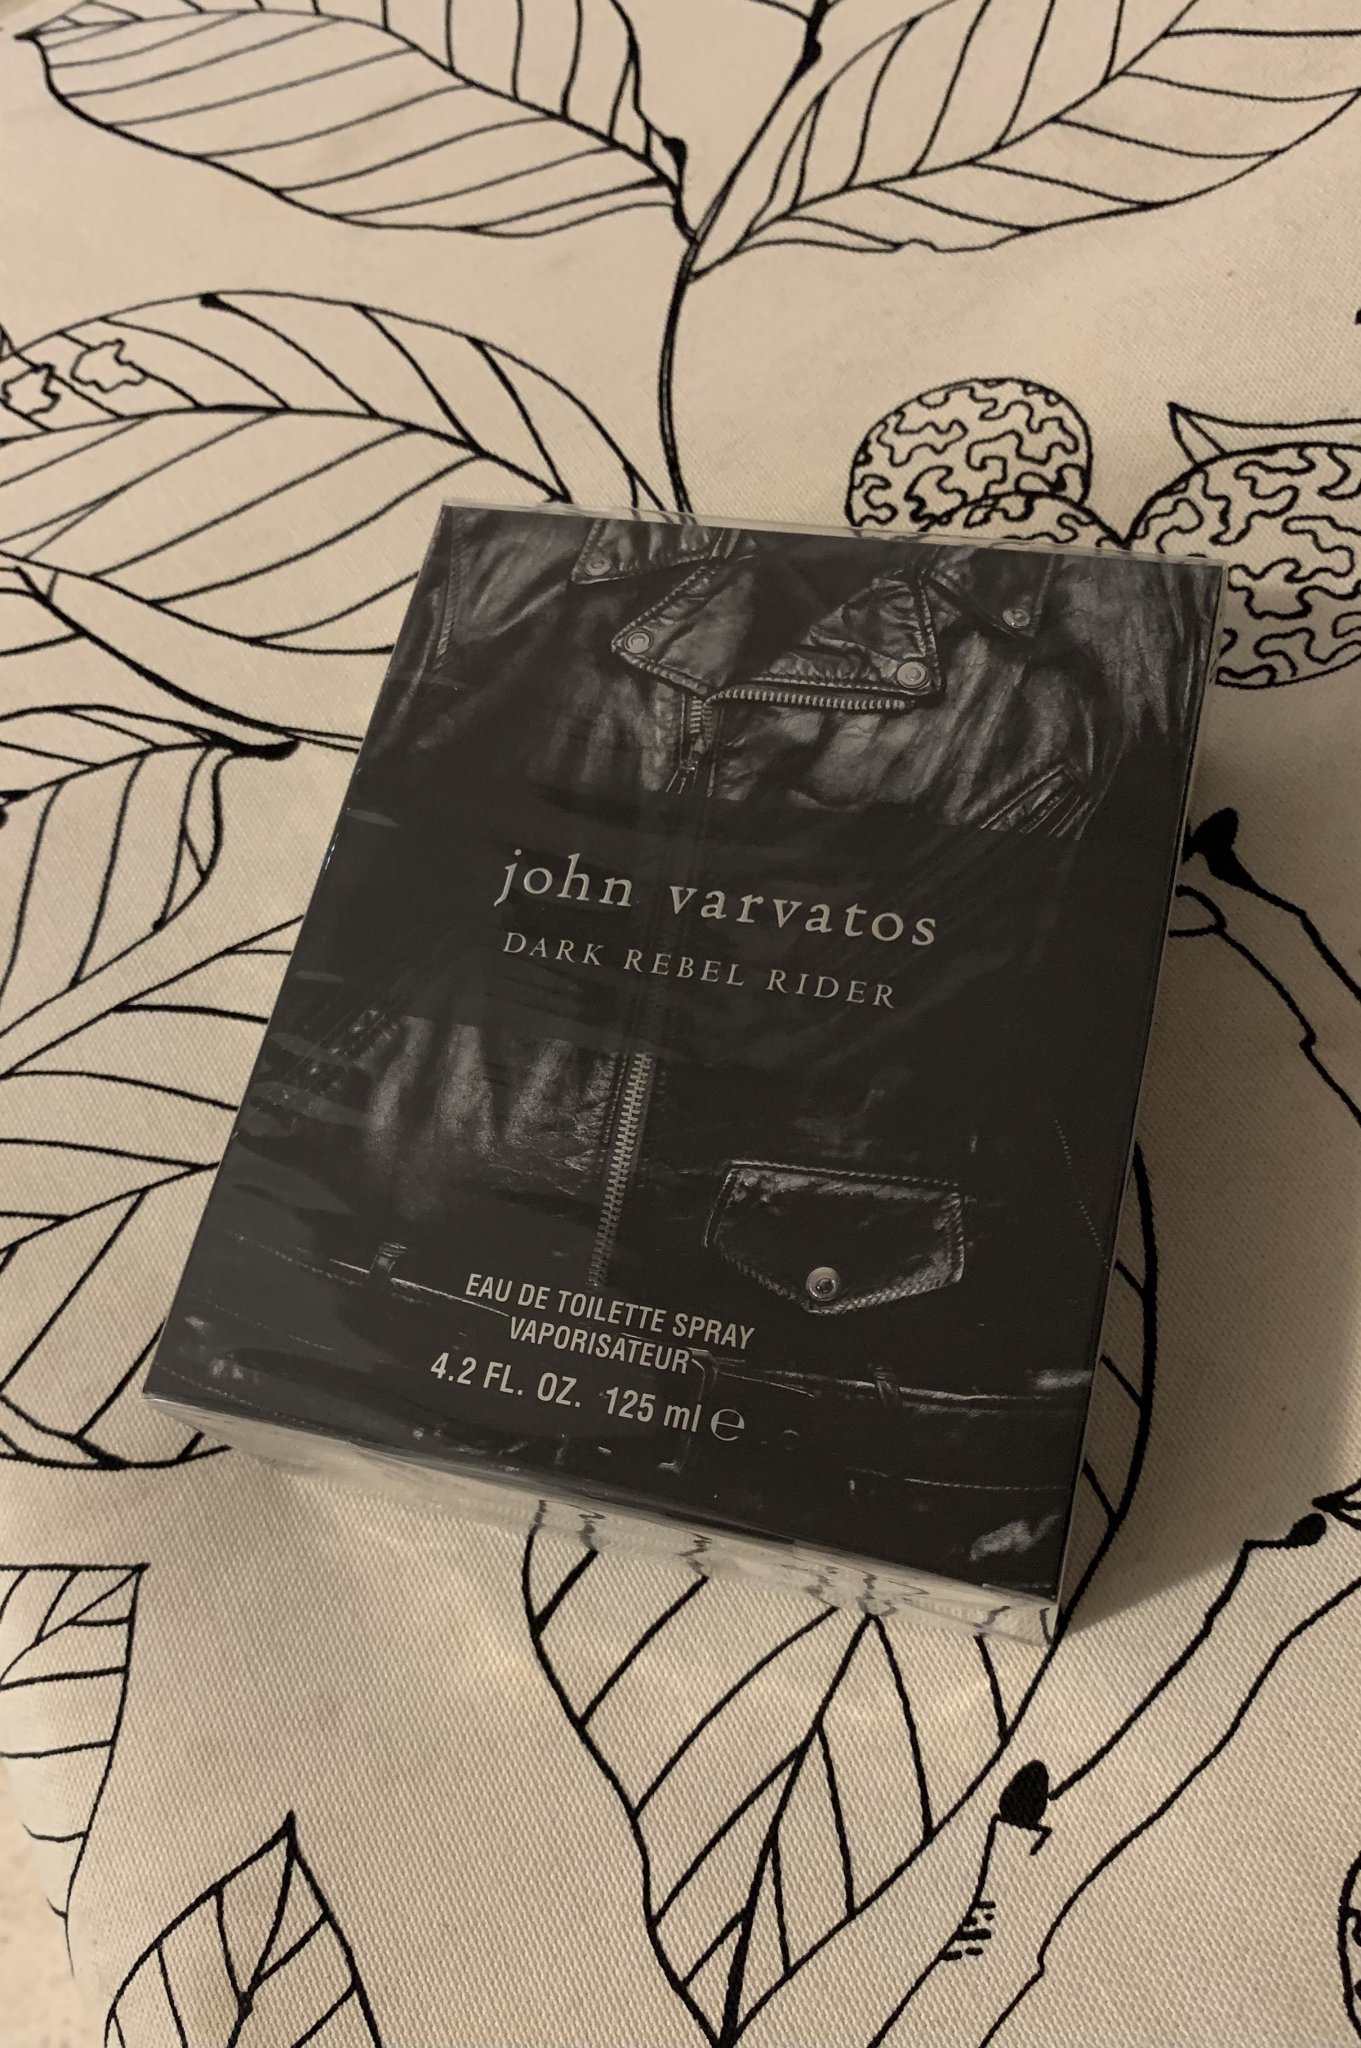 john varvatos
DARK REBEL RIDER
EAU DE TOILETTE SPRAY
VAPORISATEUR
4.2 FL. OZ. 125 ml ℮